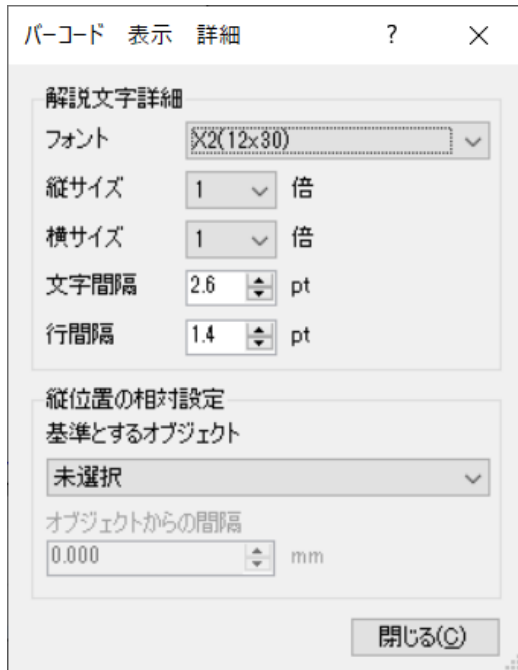 バーコード 表示 詳細 ?
解説文字詳細
フォント X2(12x30)
縦サイズ 1 倍
横サイズ 1 倍
文字間隔 2.6 pt
行間隔 1.4 pt
縦位置の相対設定
基準とするオブジェクト
未選択
オブジェクトからの間隔
0.000 mm
閉じる(C)